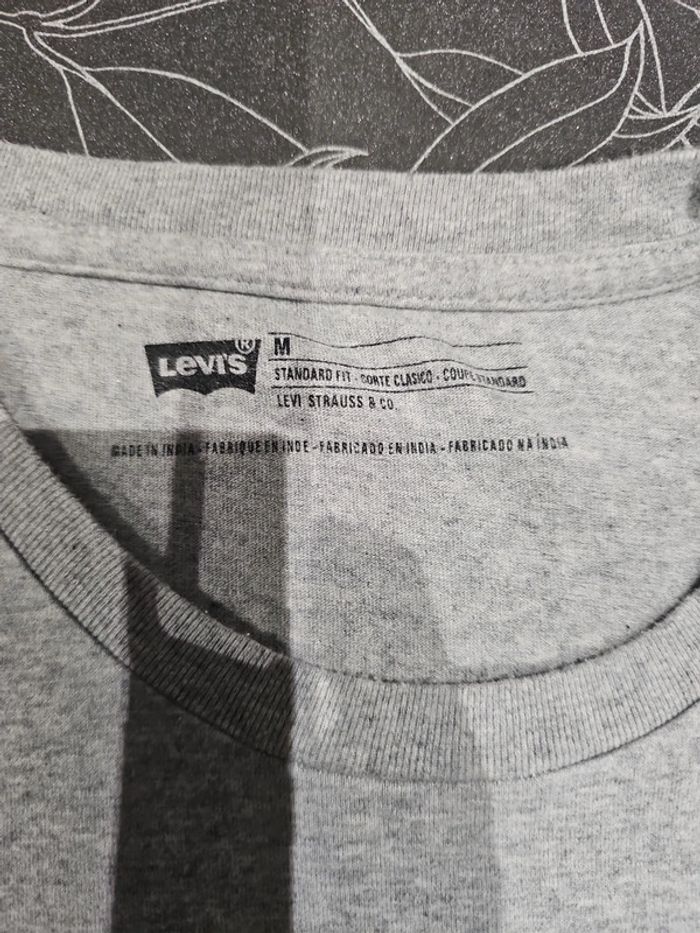 LEVI'S ®
M
STANDARD FIT - CORTE CLASICO - COUPE STANDARD
LEVI STRAUSS & CO.
MADE IN INDIA - FABRIQUE EN INDE - FABRICADO EN INDIA - FABRICADO NA ÍNDIA